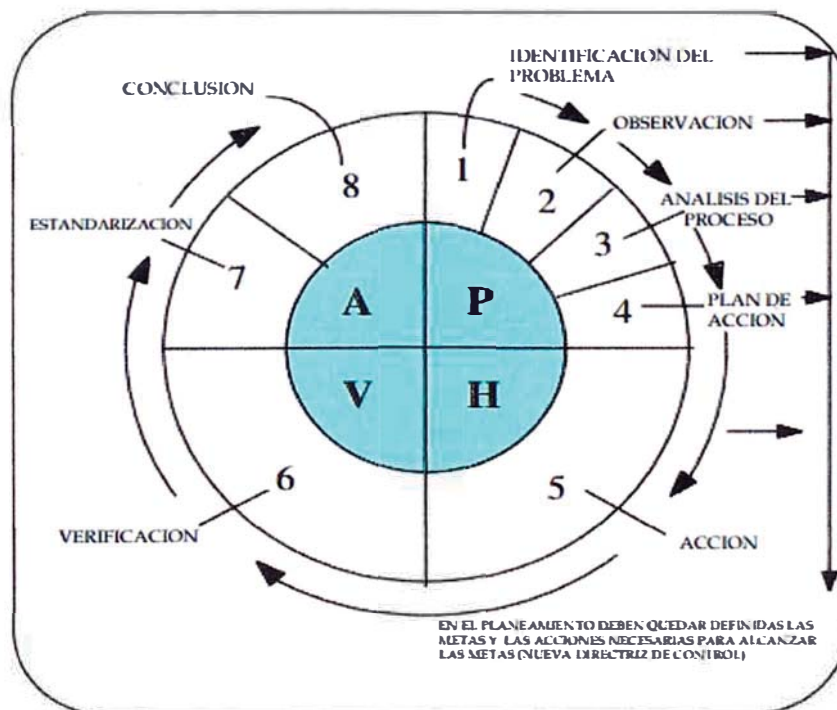 IDENTIFICACION DEL
PROBLEMA
CONCLUSION
OBSERVACION
1
8
2
ANALISIS DEL
PROCESO
ESTANDARIZACION
3
7
A
P
4
PLAN DE
ACCION
V
H
6
5
VERIFICACION
ACCION
EN EL PLANEAMIENTO DEBEN QUEDAR DEFINIDAS LAS
METAS Y LAS ACCIONES NECESARIAS PARA ALCANZAR
LAS METAS (NUEVA DIRECTRIZ DE CONTROL)